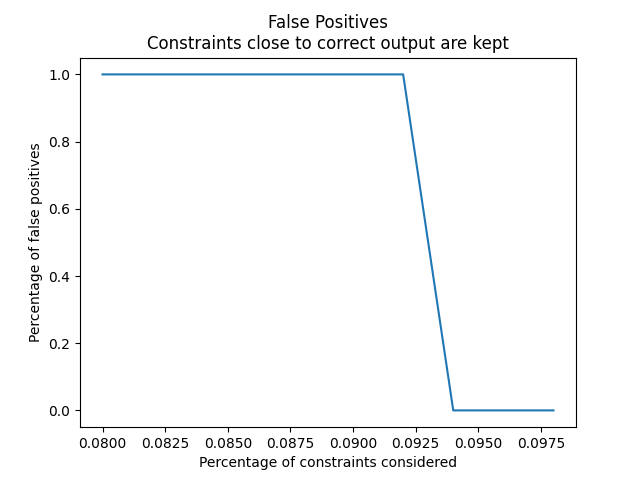 False Positives
Constraints close to correct output are kept
Percentage of false positives
1.0
0.8
0.6
0.4
0.2
0.0
0.0800 0.0825 0.0850 0.0875 0.0900 0.0925 0.0950 0.0975
Percentage of constraints considered